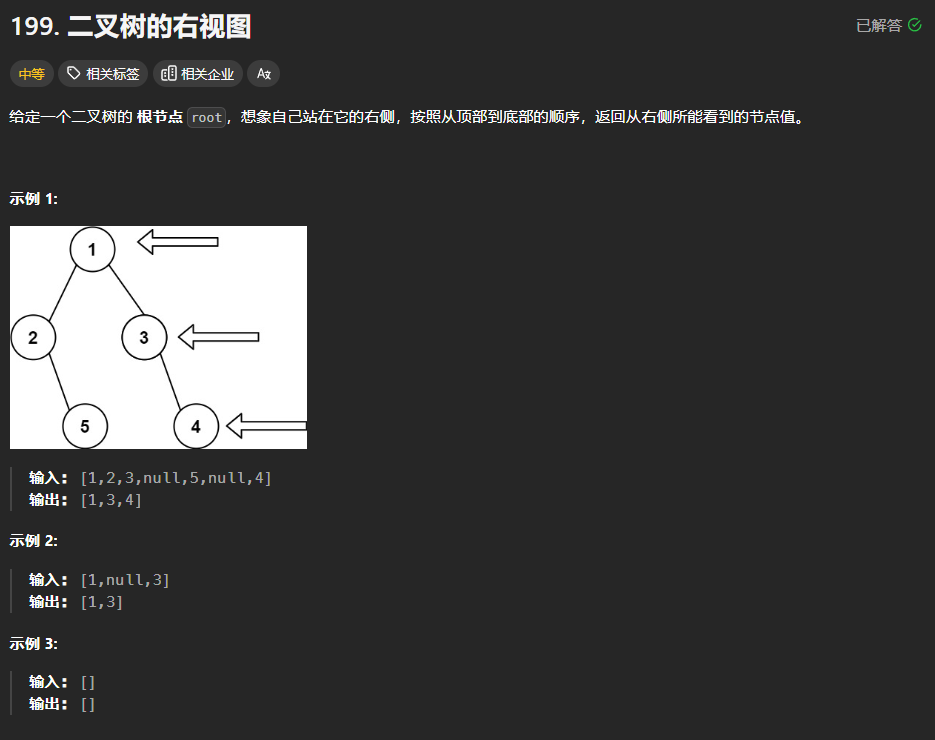 199. 二叉树的右视图 已解答
中等 相关标签 相关企业 A文
给定一个二叉树的 根节点 root，想象自己站在它的右侧，按照从顶部到底部的顺序，返回从右侧所能看到的节点值。
示例 1:
1
2 3
5 4
输入： [1,2,3,null,5,null,4]
输出： [1,3,4]
示例 2:
输入： [1,null,3]
输出： [1,3]
示例 3:
输入： []
输出： []